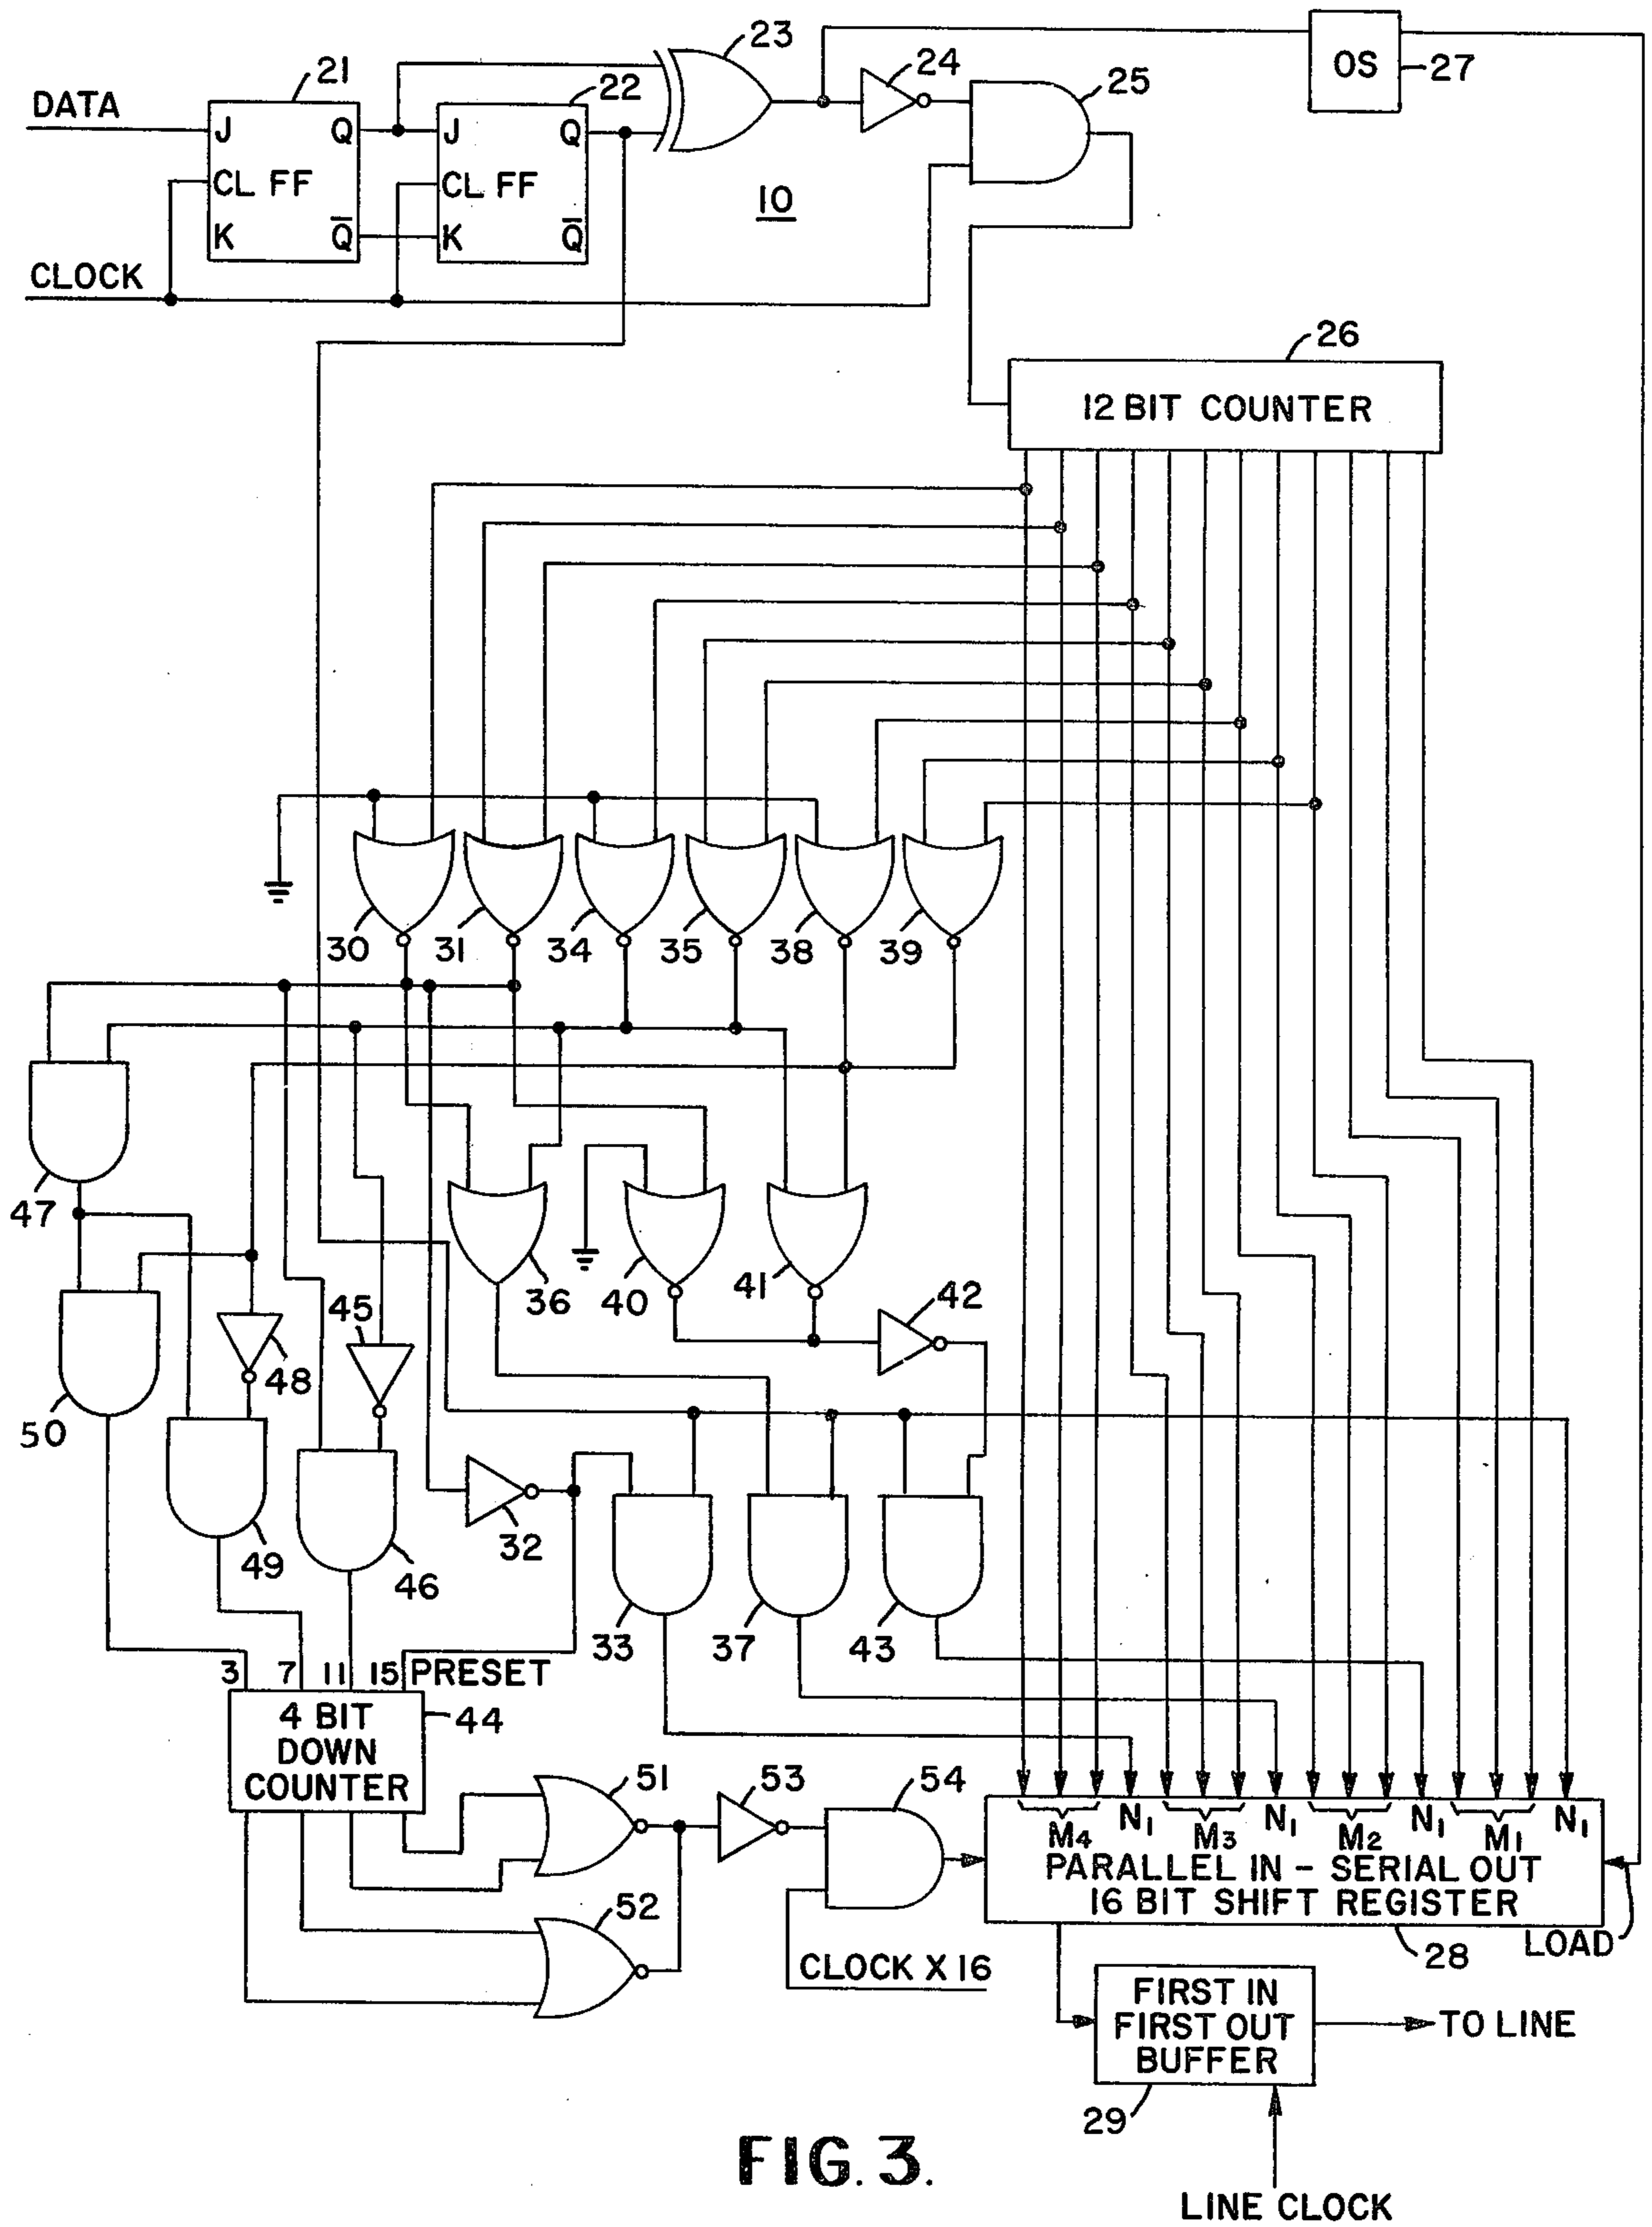 23
OS
27
24
25
21
22
DATA
J
Q
J
Q
CL FF
CL FF
10
K
Q̅
K
Q̅
CLOCK
26
12 BIT COUNTER
30
31
34
35
38
39
47
36
40
41
42
45
48
50
49
46
32
33
37
43
3
7
11
15
PRESET
4 BIT
DOWN
COUNTER
44
51
53
54
52
M4
N1
M3
N1
M2
N1
M1
N1
PARALLEL IN - SERIAL OUT
16 BIT SHIFT REGISTER
28
LOAD
CLOCK X 16
FIRST IN
FIRST OUT
BUFFER
TO LINE
29
FIG. 3.
LINE CLOCK